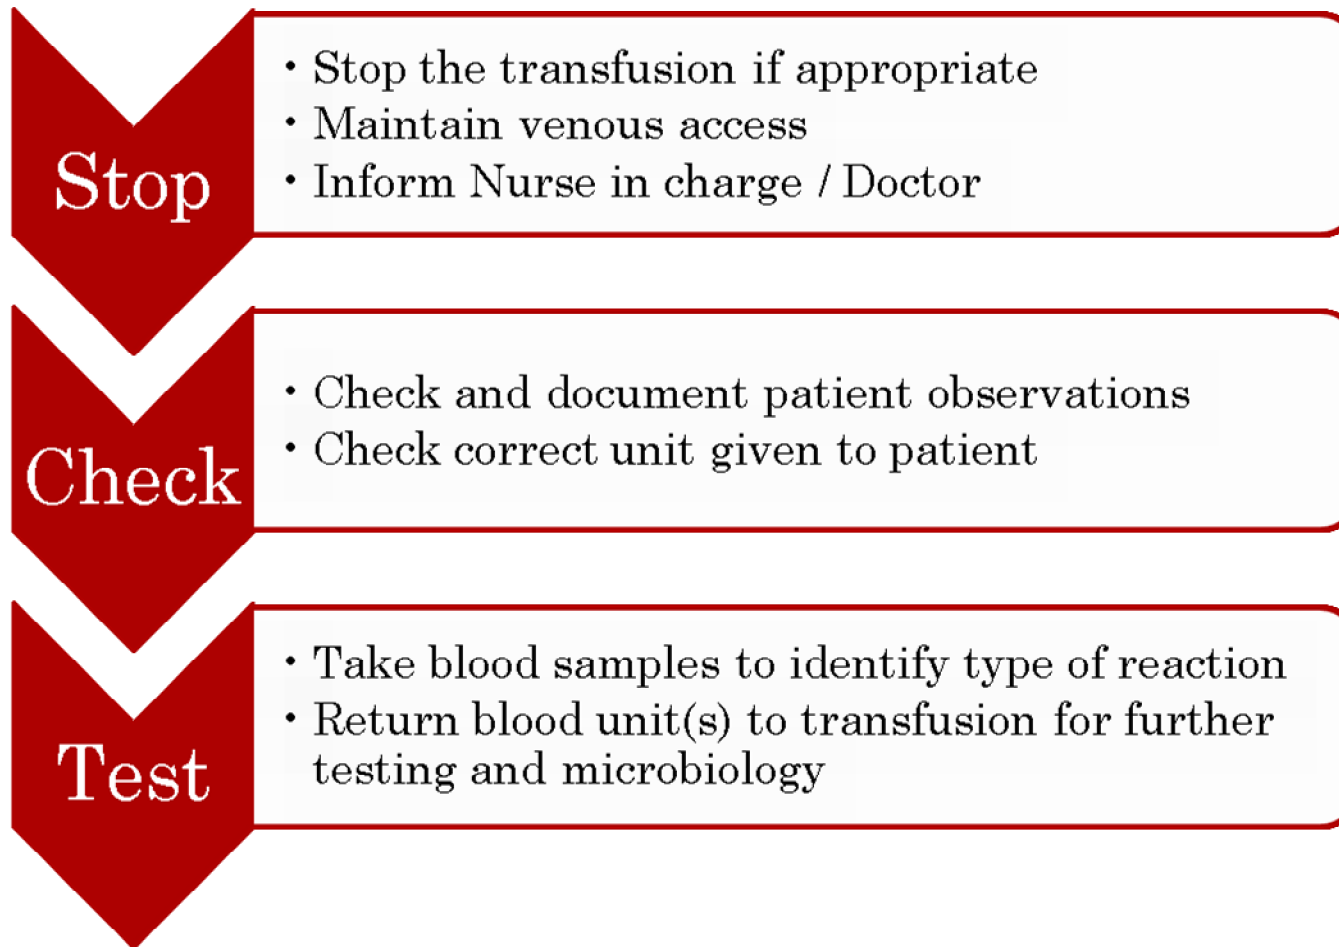 Stop
• Stop the transfusion if appropriate
• Maintain venous access
• Inform Nurse in charge / Doctor
Check
• Check and document patient observations
• Check correct unit given to patient
Test
• Take blood samples to identify type of reaction
• Return blood unit(s) to transfusion for further
testing and microbiology